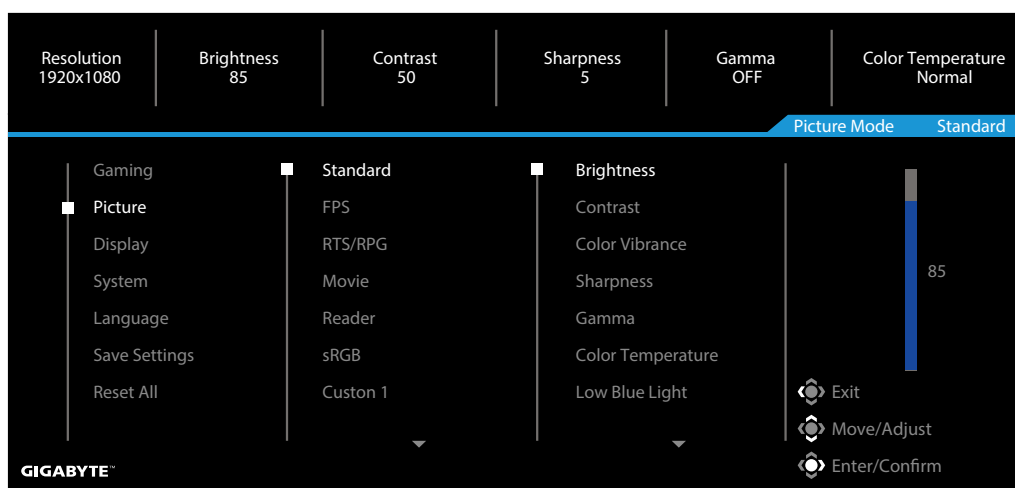 Resolution
1920x1080
Brightness
85
Contrast
50
Sharpness
5
Gamma
OFF
Color Temperature
Normal
Picture Mode Standard
Gaming
Picture
Display
System
Language
Save Settings
Reset All
Standard
FPS
RTS/RPG
Movie
Reader
sRGB
Custon 1
Brightness
Contrast
Color Vibrance
Sharpness
Gamma
Color Temperature
Low Blue Light
85
Exit
Move/Adjust
Enter/Confirm
GIGABYTE™